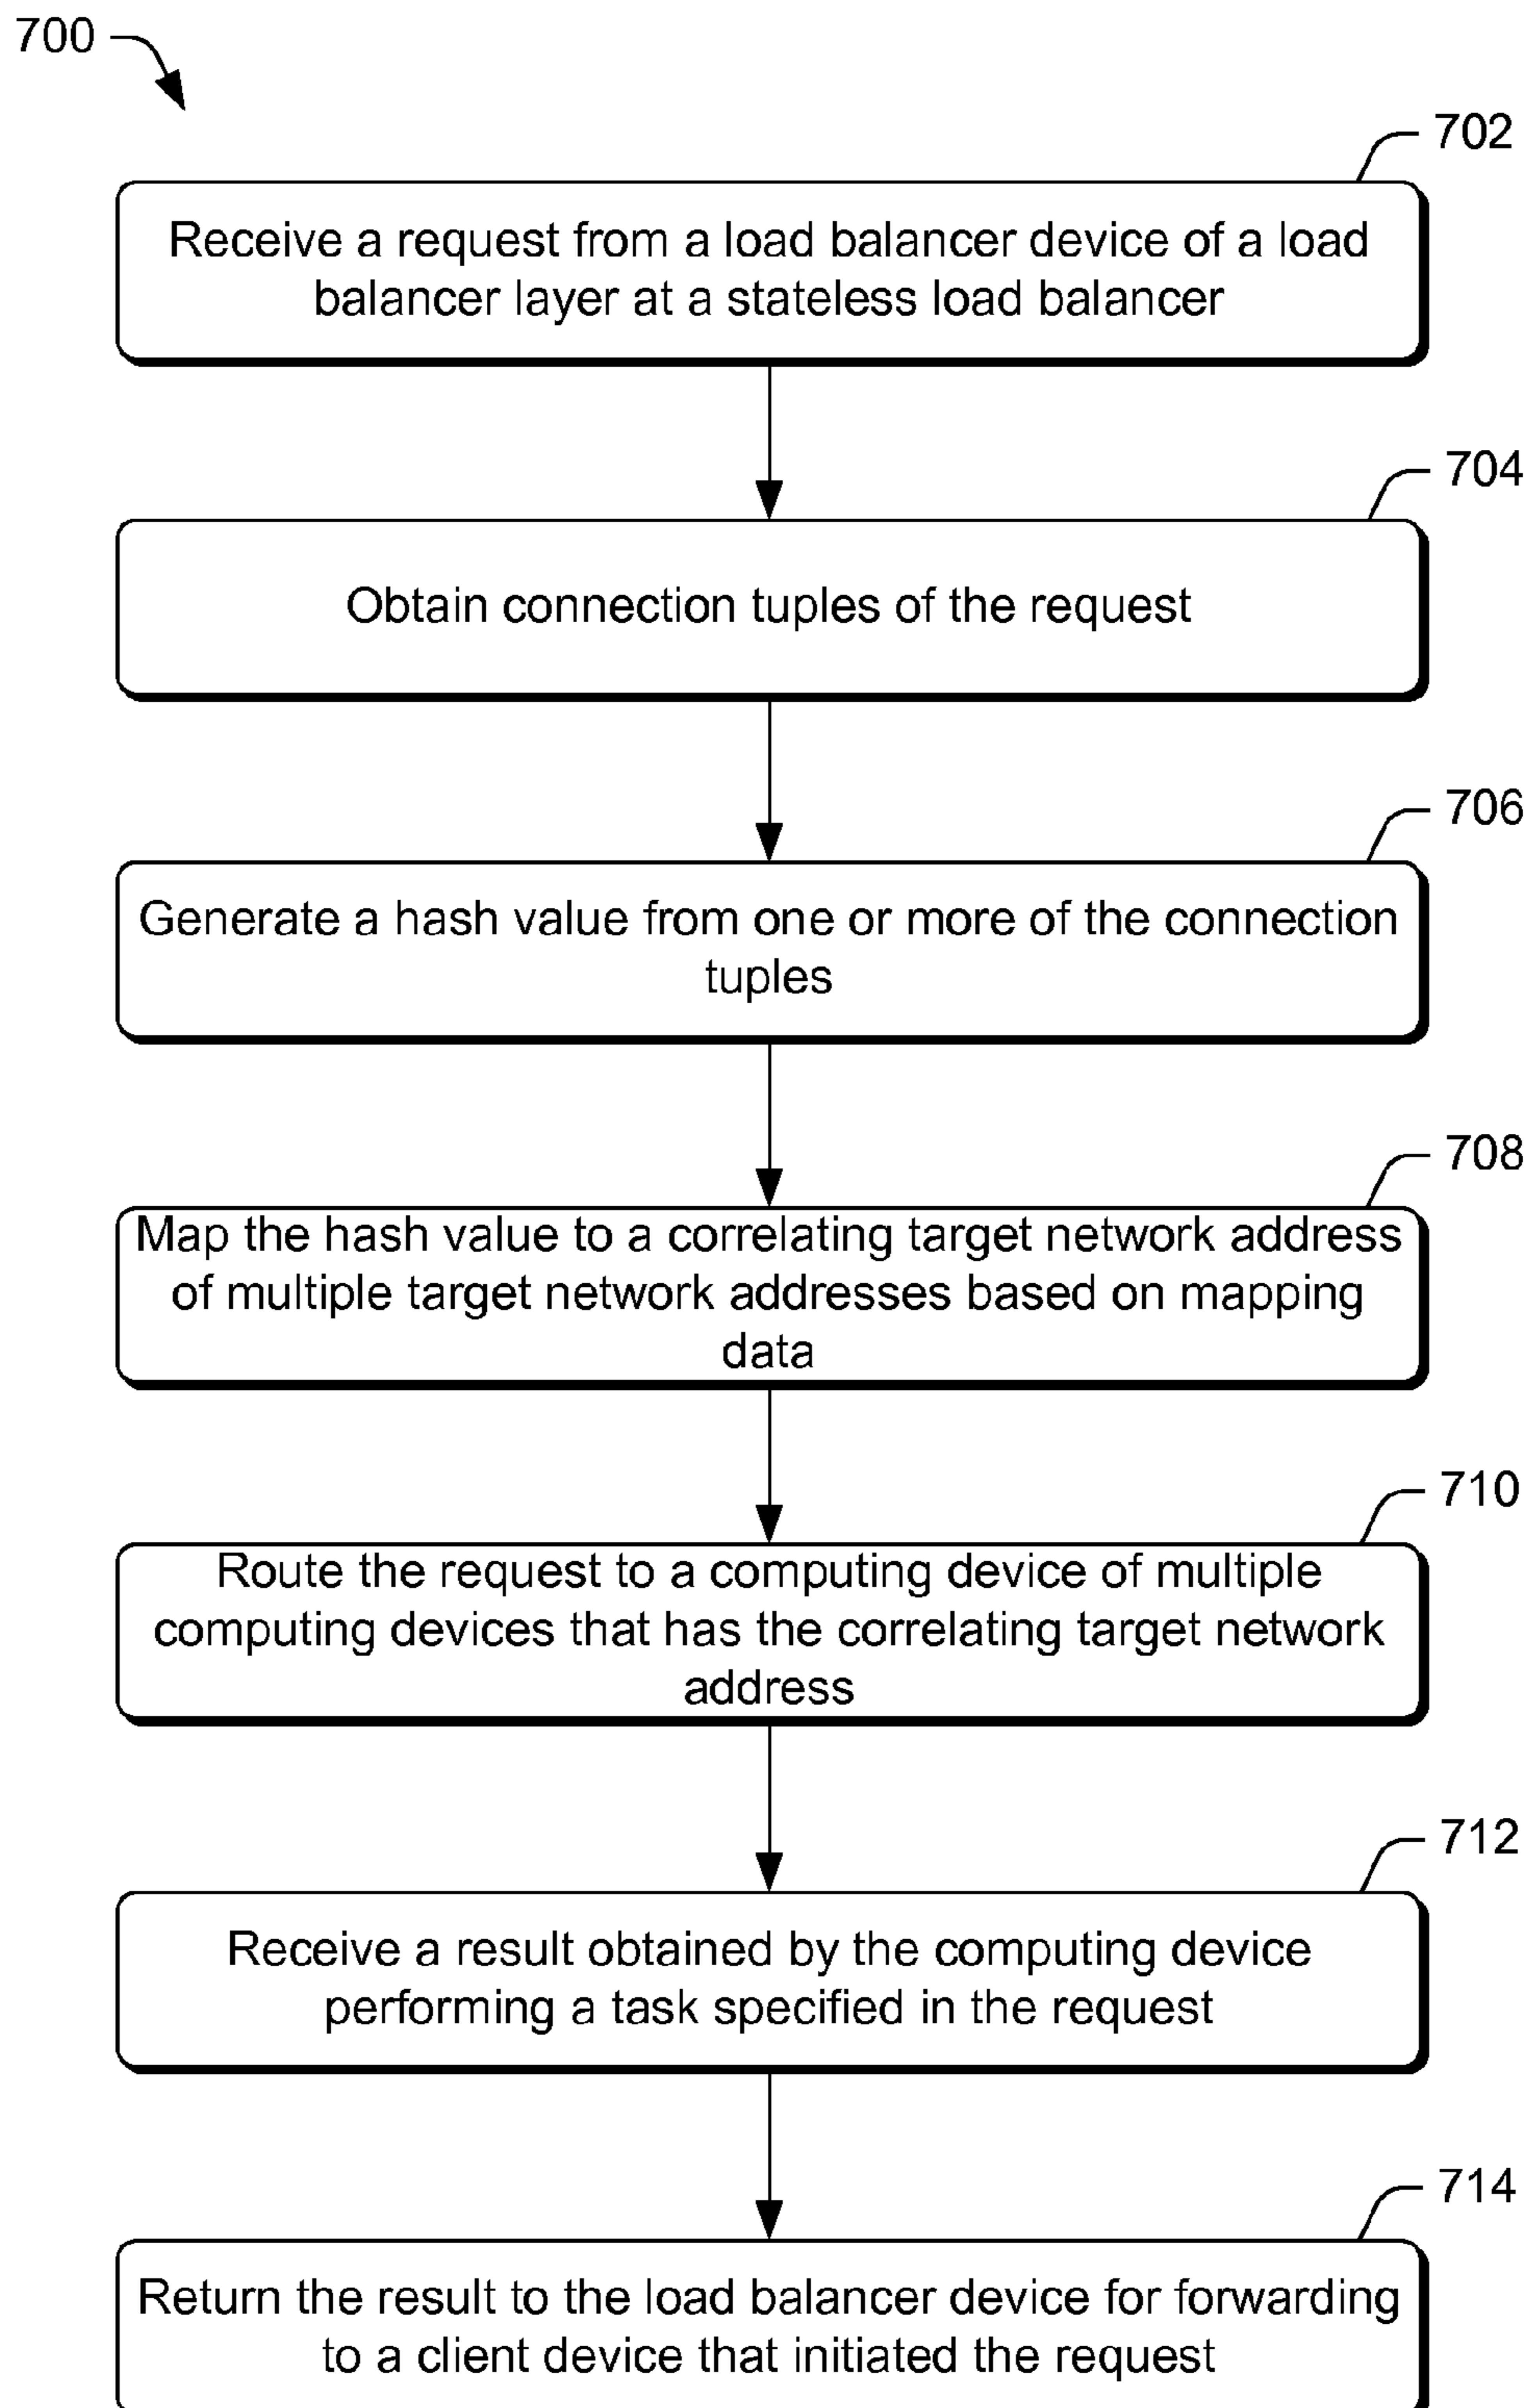 700
702
Receive a request from a load balancer device of a load
balancer layer at a stateless load balancer
704
Obtain connection tuples of the request
706
Generate a hash value from one or more of the connection
tuples
708
Map the hash value to a correlating target network address
of multiple target network addresses based on mapping
data
710
Route the request to a computing device of multiple
computing devices that has the correlating target network
address
712
Receive a result obtained by the computing device
performing a task specified in the request
714
Return the result to the load balancer device for forwarding
to a client device that initiated the request